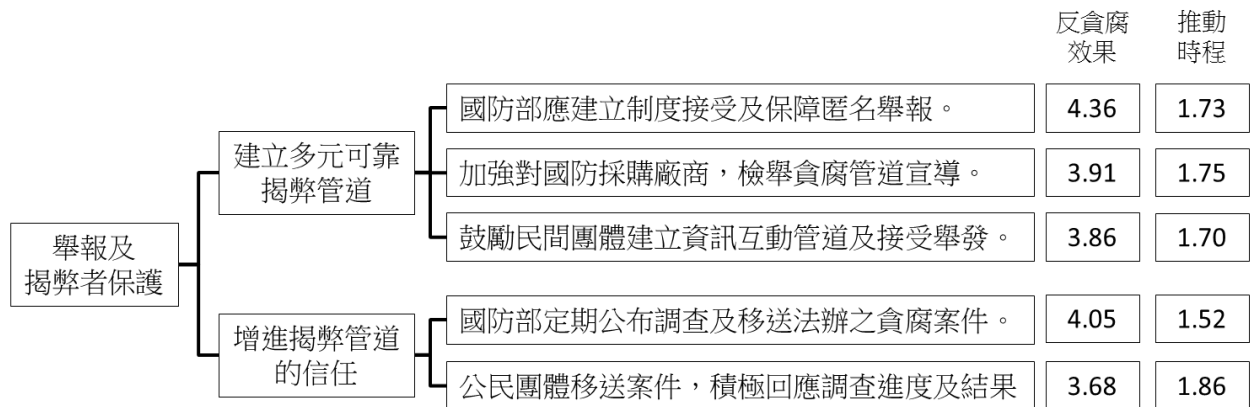 反貪腐
效果
推動
時程
國防部應建立制度接受及保障匿名舉報。
4.36
1.73
建立多元可靠
揭弊管道
加強對國防採購廠商，檢舉貪腐管道宣導。
3.91
1.75
鼓勵民間團體建立資訊互動管道及接受舉發。
3.86
1.70
舉報及
揭弊者保護
國防部定期公布調查及移送法辦之貪腐案件。
4.05
1.52
增進揭弊管道
的信任
公民團體移送案件，積極回應調查進度及結果
3.68
1.86